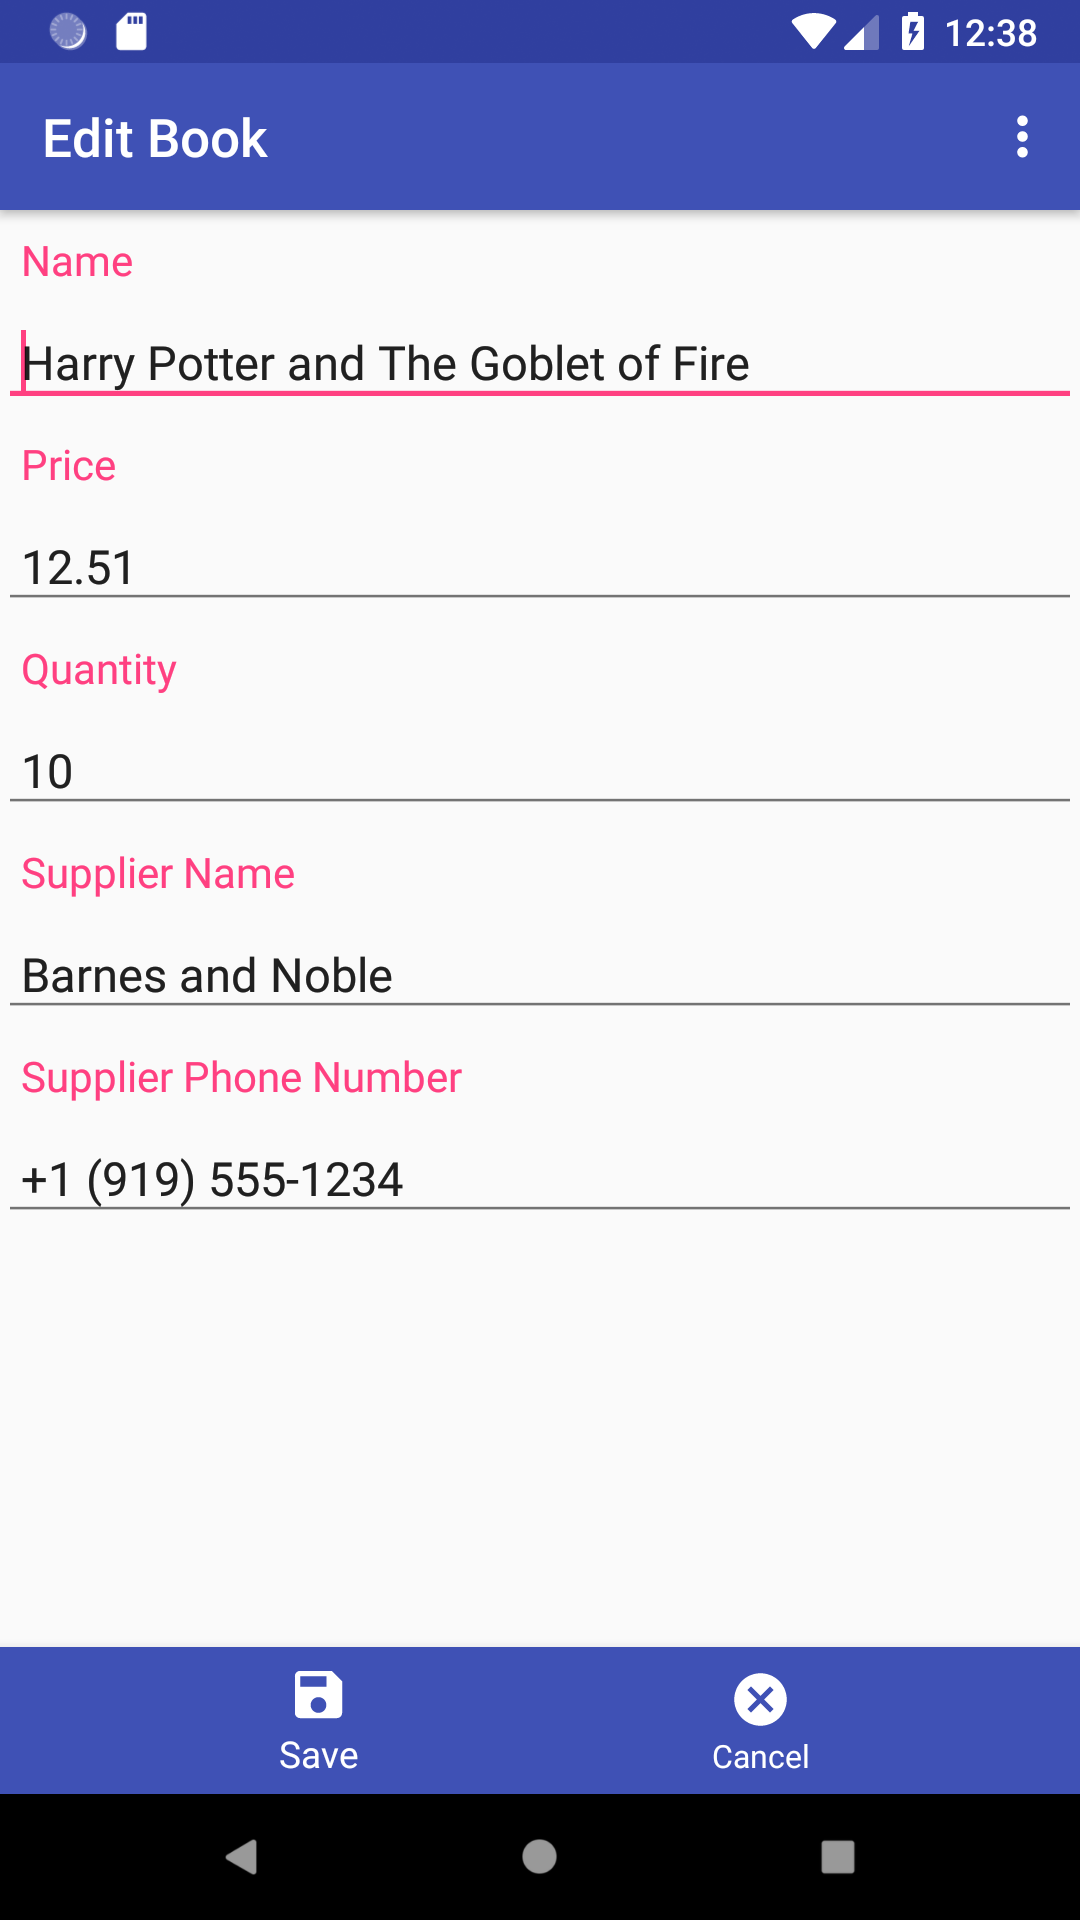 12:38
Edit Book
Name
Harry Potter and The Goblet of Fire
Price
12.51
Quantity
10
Supplier Name
Barnes and Noble
Supplier Phone Number
+1 (919) 555-1234
Save Cancel